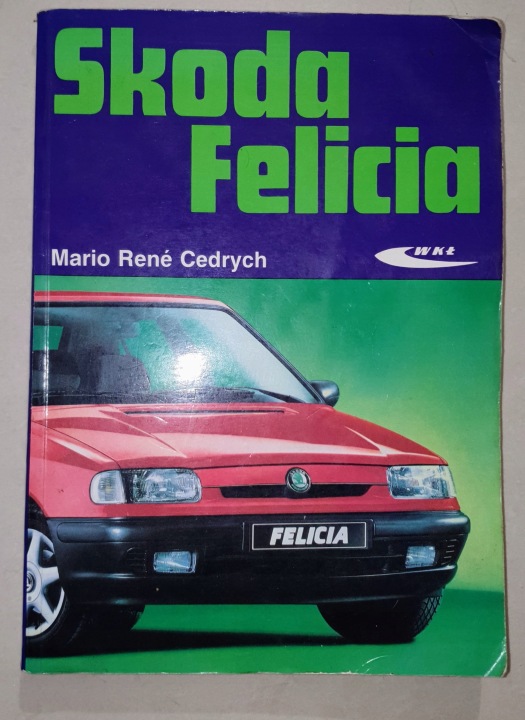 Skoda
Felicia
Mario René Cedrych
WKŁ
FELICIA